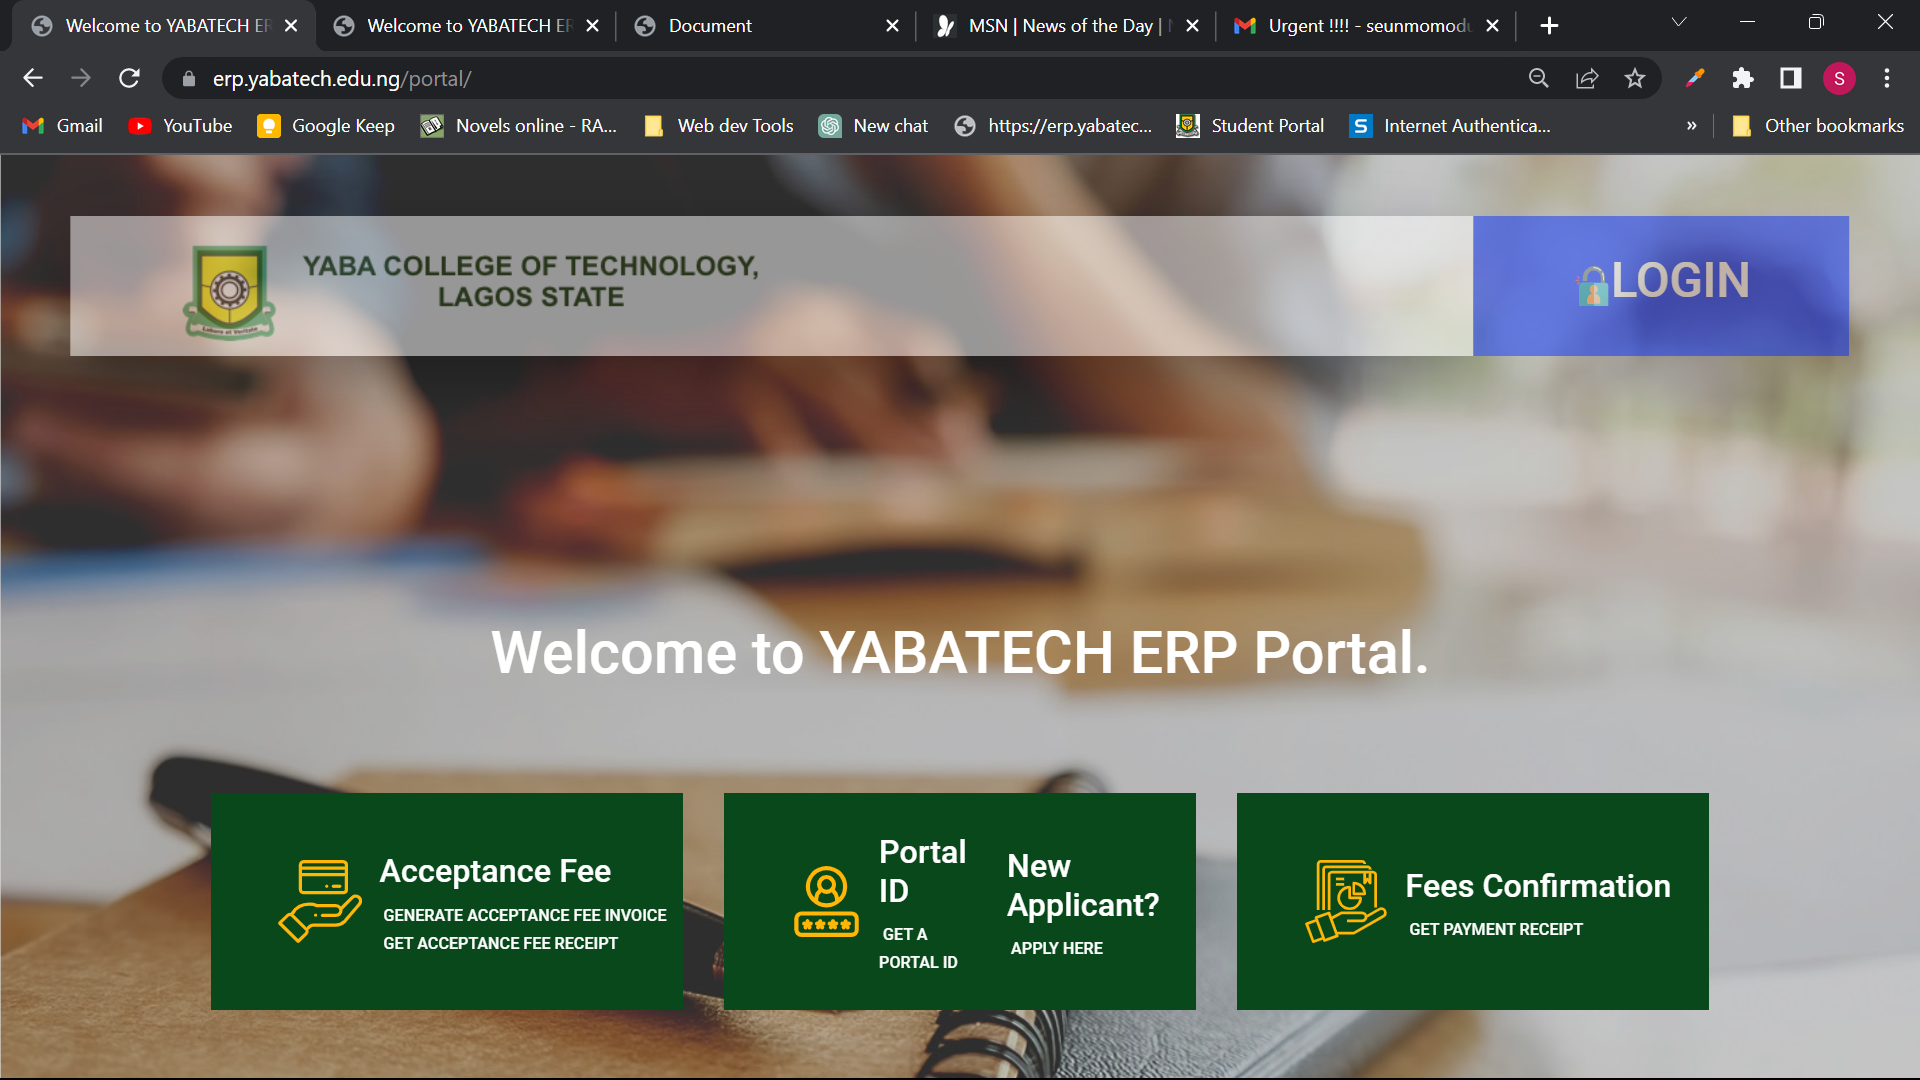 Welcome to YABATECH ER
Welcome to YABATECH ER
Document
MSN | News of the Day |
Urgent !!!! - seunmomodu
erp.yabatech.edu.ng/portal/
S
Gmail
YouTube
Google Keep
Novels online - RA...
Web dev Tools
New chat
https://erp.yabatec...
Student Portal
S
Internet Authentica...
»
Other bookmarks
YABA COLLEGE OF TECHNOLOGY,
LAGOS STATE
LOGIN
Welcome to YABATECH ERP Portal.
Acceptance Fee
GENERATE ACCEPTANCE FEE INVOICE
GET ACCEPTANCE FEE RECEIPT
Portal
ID
GET A
PORTAL ID
New
Applicant?
APPLY HERE
Fees Confirmation
GET PAYMENT RECEIPT